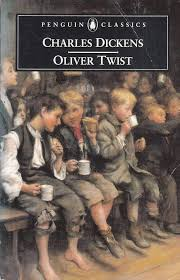 PENGUIN CLASSICS
CHARLES DICKENS
OLIVER TWIST